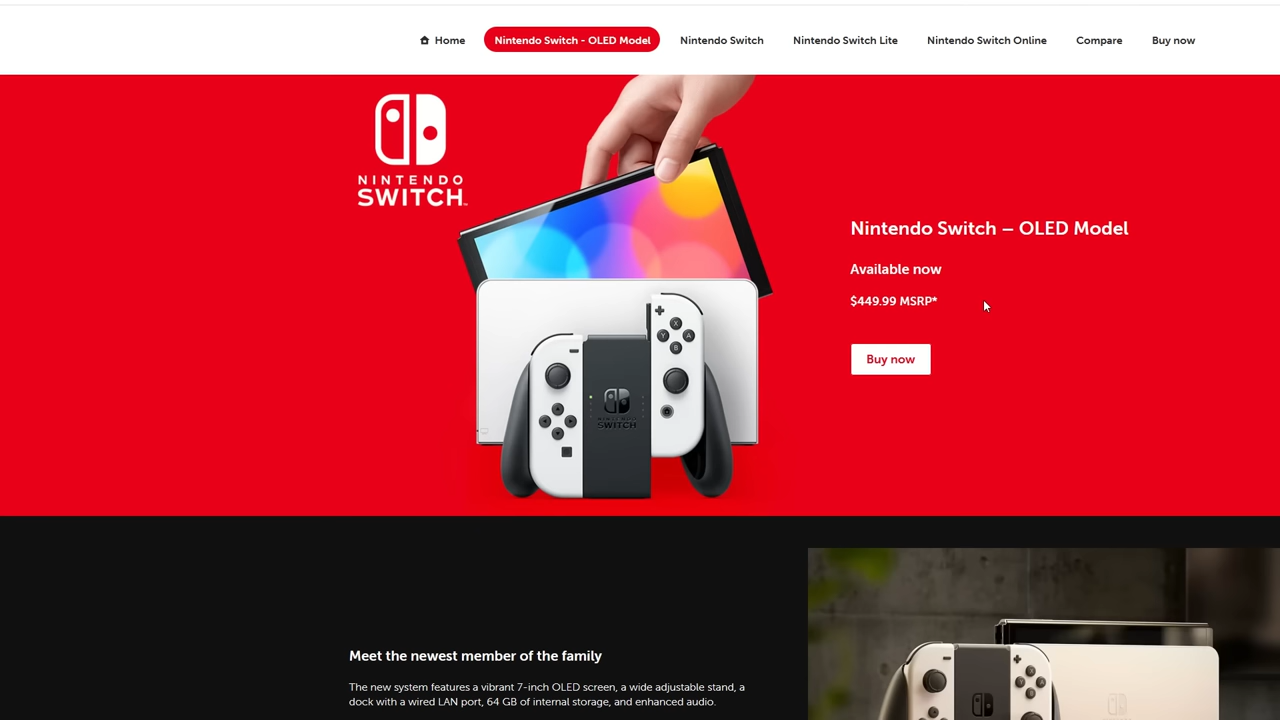 Home
Nintendo Switch - OLED Model
Nintendo Switch
Nintendo Switch Lite
Nintendo Switch Online
Compare
Buy now
NINTENDO
SWITCH
Nintendo Switch – OLED Model
Available now
$449.99 MSRP*
Buy now
X
Y
A
B
SWITCH
Meet the newest member of the family
The new system features a vibrant 7-inch OLED screen, a wide adjustable stand, a
dock with a wired LAN port, 64 GB of internal storage, and enhanced audio.